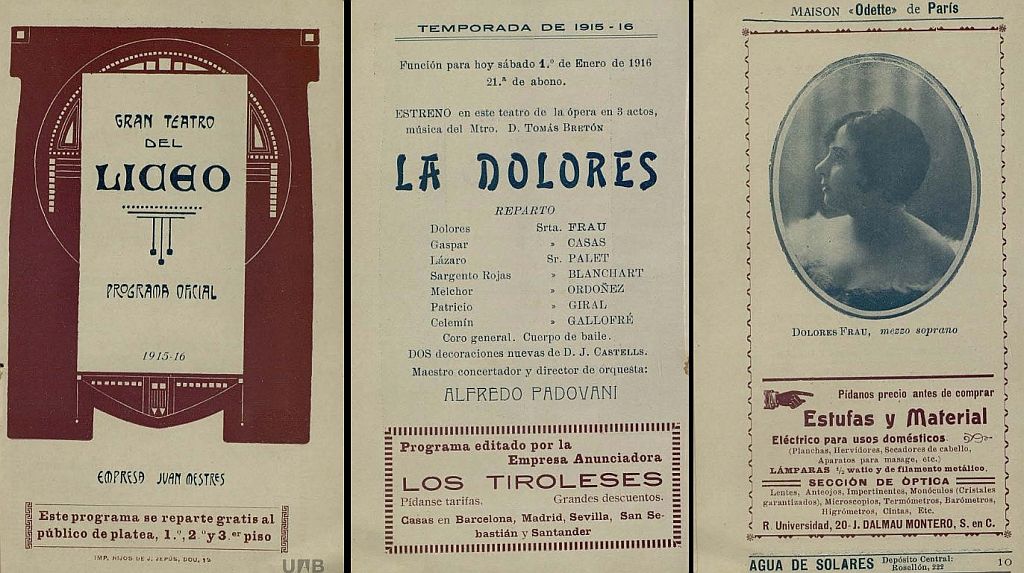 GRAN TEATRO
DEL
LICEO
PROGRAMA OFICIAL
1915-16
EMPRESA JUAN MESTRES
Este programa se reparte gratis al
público de platea, 1.º, 2.º y 3.er piso
IMP. HIJOS DE J. JEPÚS, DOU, 19
UAB
TEMPORADA DE 1915-16
Función para hoy sábado 1.º de Enero de 1916
21.ª de abono.
ESTRENO en este teatro de la ópera en 3 actos,
música del Mtro. D. TOMÁS BRETÓN
LA DOLORES
REPARTO
Dolores Srta. FRAU
Gaspar » CASAS
Lázaro Sr. PALET
Sargento Rojas » BLANCHART
Melchor » ORDOÑEZ
Patricio » GIRAL
Celemín » GALLOFRÉ
Coro general. Cuerpo de baile.
DOS decoraciones nuevas de D. J. CASTELLS.
Maestro concertador y director de orquesta:
ALFREDO PADOVANI
Programa editado por la
Empresa Anunciadora
LOS TIROLESES
Pídanse tarifas. Grandes descuentos.
Casas en Barcelona, Madrid, Sevilla, San Se-
bastián y Santander
MAISON «Odette» de París
DOLORES FRAU, mezzo soprano
Pídanos precio antes de comprar
Estufas y Material
Eléctrico para usos domésticos
(Planchas, Hervidores, Secadores de cabello,
Aparatos para masage, etc.)
LÁMPARAS ½ watio y de filamento metálico.
SECCIÓN DE ÓPTICA
Lentes, Anteojos, Impertinentes, Monóculos (Cristales
garantizados), Microscopios, Termómetros, Barómetros,
Higrómetros, Cintas, Etc.
R. Universidad, 20-J. DALMAU MONTERO, S. en C.
AGUA DE SOLARES Depósito Central:
Rosellón, 222 10